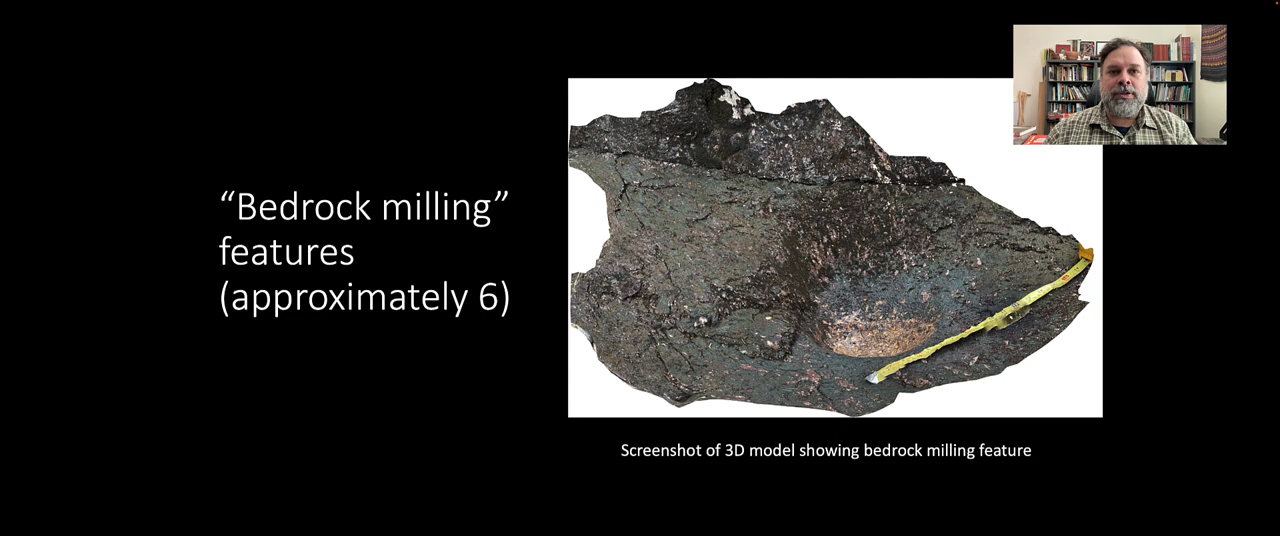 “Bedrock milling”
features
(approximately 6)
Screenshot of 3D model showing bedrock milling feature